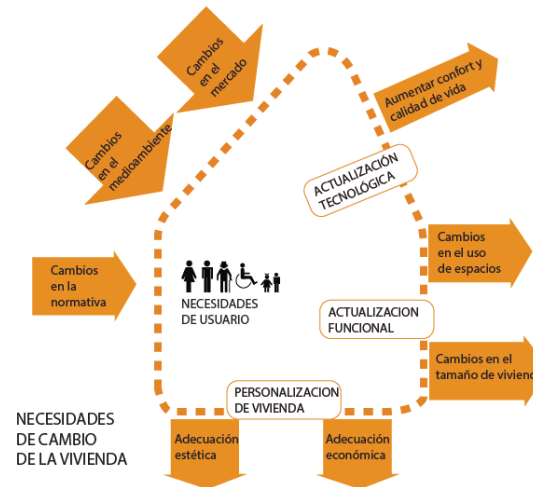 Cambios
en el
mercado
Cambios
en el
medioambiente
Aumentar confort y
calidad de vida
ACTUALIZACIÓN
TECNOLÓGICA
Cambios
en la
normativa
NECESIDADES
DE USUARIO
Cambios
en el uso
de espacios
ACTUALIZACION
FUNCIONAL
Cambios en el
tamaño de viviend
PERSONALIZACION
DE VIVIENDA
NECESIDADES
DE CAMBIO
DE LA VIVIENDA
Adecuación
estética
Adecuación
económica